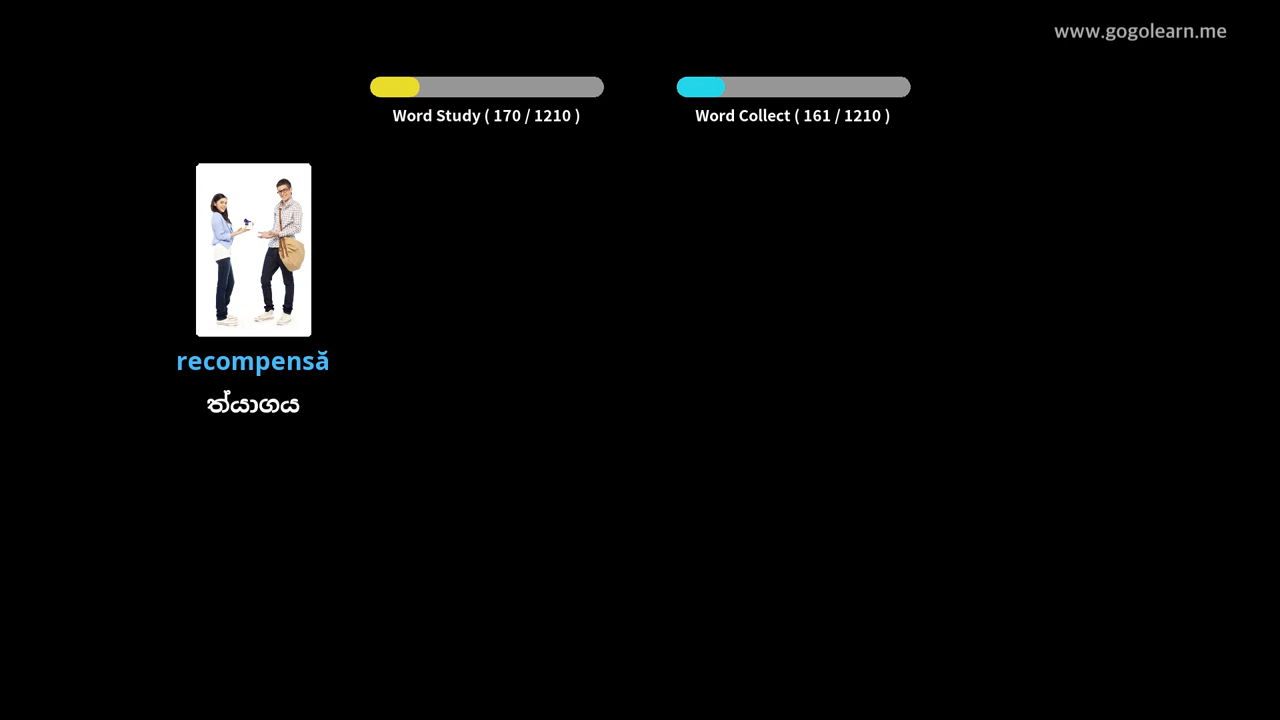 www.gogolearn.me
Word Study ( 170 / 1210 )
Word Collect ( 161 / 1210 )
recompensă
ත්යාගය